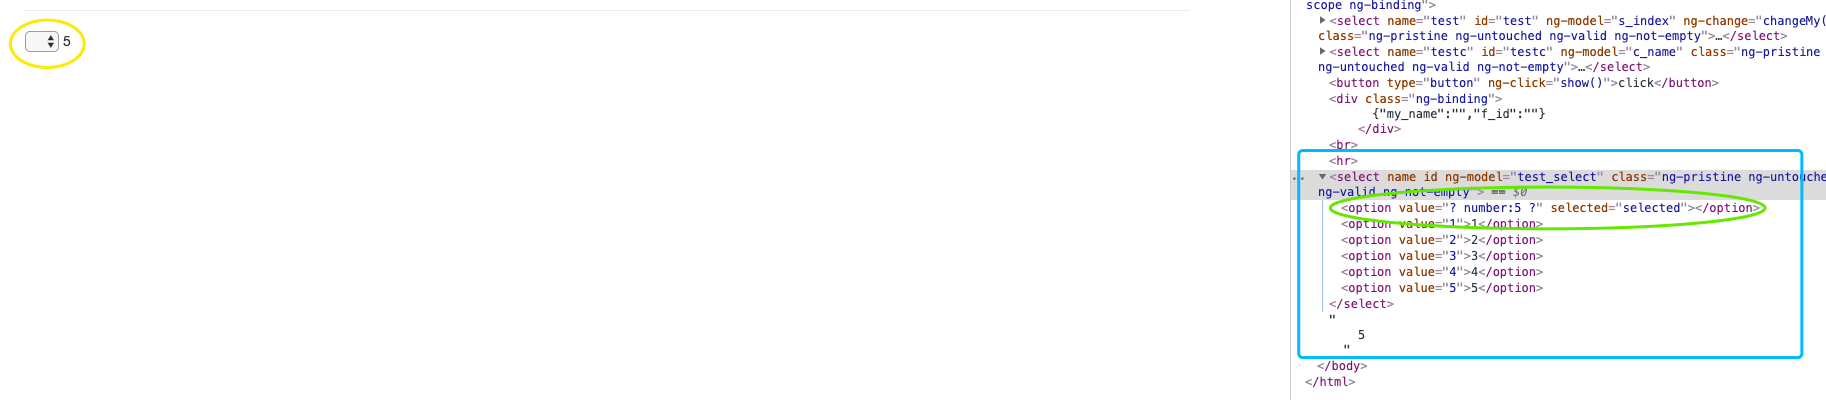 5
scope ng-binding">
▶<select name="test" id="test" ng-model="s_index" ng-change="changeMy(
class="ng-pristine ng-untouched ng-valid ng-not-empty">…</select>
▶<select name="testc" id="testc" ng-model="c_name" class="ng-pristine
ng-untouched ng-valid ng-not-empty">…</select>
<button type="button" ng-click="show()">click</button>
<div class="ng-binding">
{"my_name":"","f_id":""}
</div>
<br>
<hr>
…▼<select name id ng-model="test_select" class="ng-pristine ng-untouche
ng-valid ng-not-empty"> == $0
<option value="? number:5 ?" selected="selected"></option>
<option value="1">1</option>
<option value="2">2</option>
<option value="3">3</option>
<option value="4">4</option>
<option value="5">5</option>
</select>
"
5
"
</body>
</html>